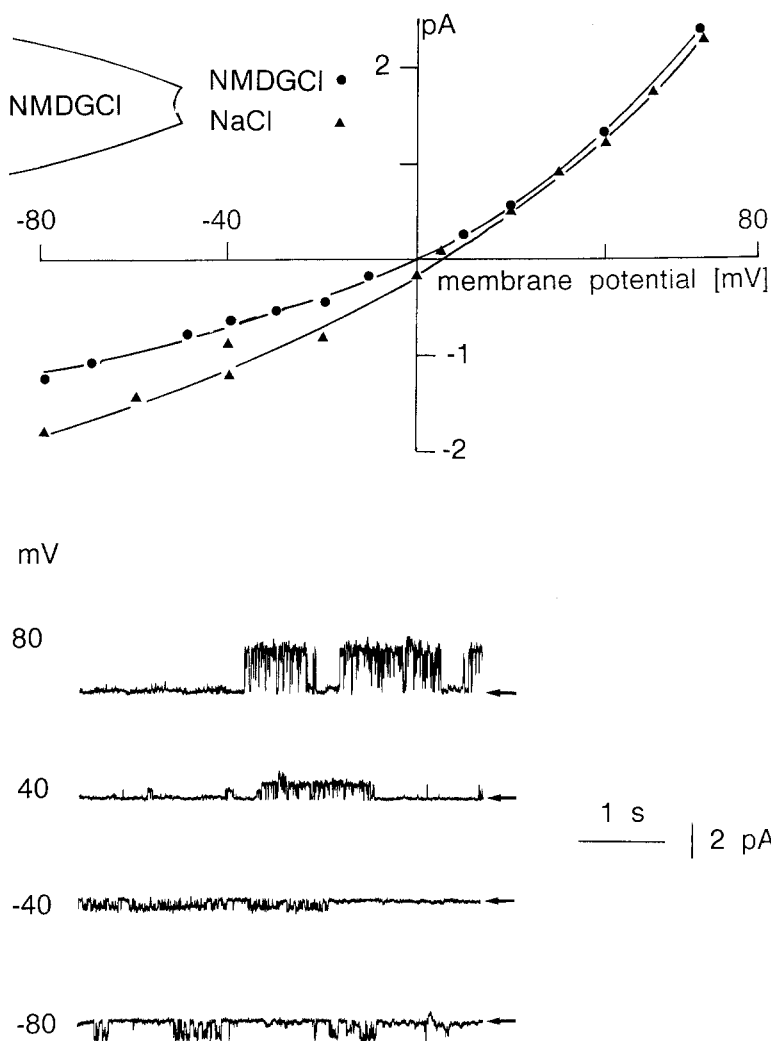 pA
2
NMDGCl
NMDGCl
NaCl
-80
-40
80
membrane potential [mV]
-1
-2
mV
80
40
1 s
2 pA
-40
-80